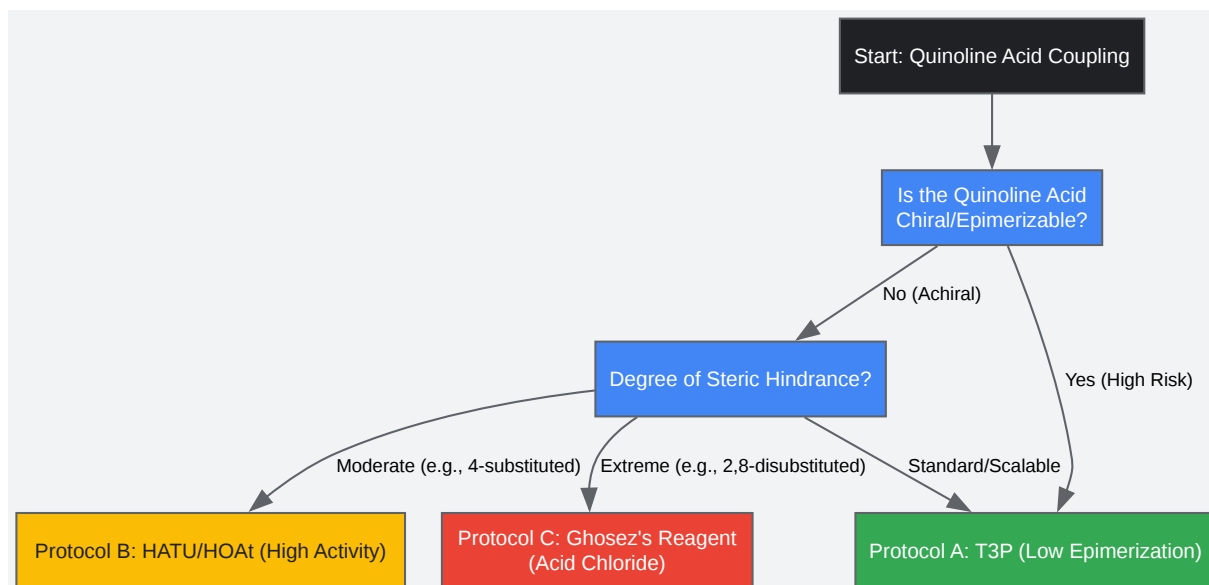 Start: Quinoline Acid Coupling
Is the Quinoline Acid
Chiral/Epimerizable?
No (Achiral)
Yes (High Risk)
Degree of Steric Hindrance?
Moderate (e.g., 4-substituted)
Extreme (e.g., 2,8-disubstituted)
Standard/Scalable
Protocol B: HATU/HOAt (High Activity)
Protocol C: Ghosez's Reagent
(Acid Chloride)
Protocol A: T3P (Low Epimerization)